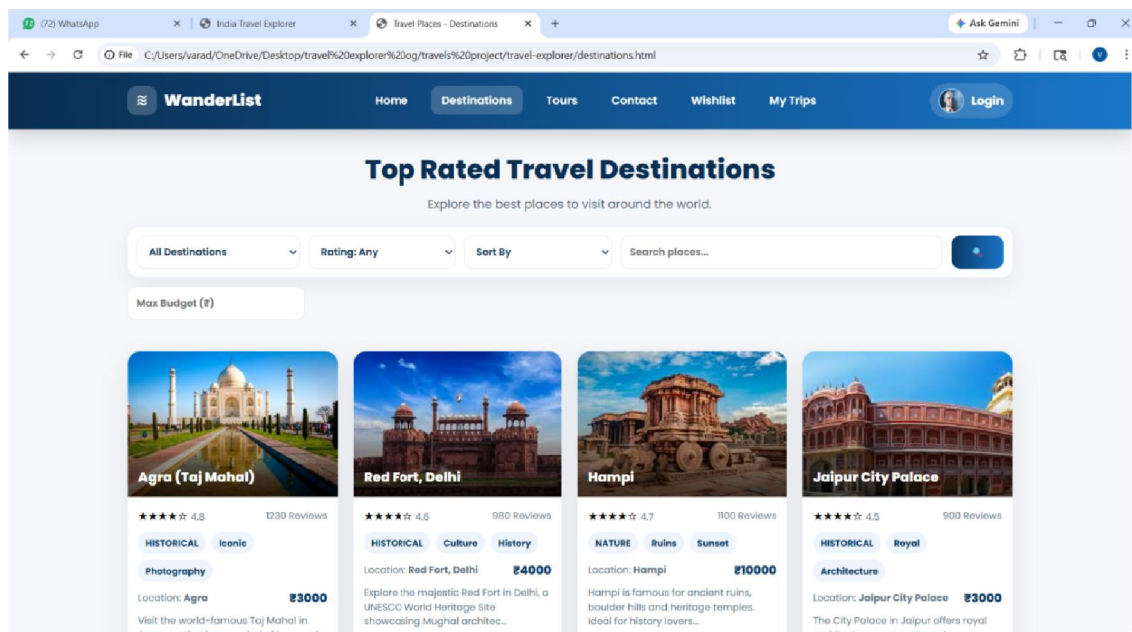 (72) WhatsApp
India Travel Explorer
Travel Places - Destinations
Ask Gemini
File C:/Users/varad/OneDrive/Desktop/travel%20explorer%20og/travels%20project/travel-explorer/destinations.html
V
WanderList
Home Destinations Tours Contact Wishlist My Trips
Login
Top Rated Travel Destinations
Explore the best places to visit around the world.
All Destinations Rating: Any Sort By Search places...
Max Budget (₹)
Agra (Taj Mahal)
★★★★☆ 4.8 1230 Reviews
HISTORICAL Iconic
Photography
Location: Agra ₹3000
Visit the world-famous Taj Mahal in
Red Fort, Delhi
★★★★☆ 4.6 980 Reviews
HISTORICAL Culture History
Location: Red Fort, Delhi ₹4000
Explore the majestic Red Fort in Delhi, a
UNESCO World Heritage Site
showcasing Mughal architec...
Hampi
★★★★☆ 4.7 1100 Reviews
NATURE Ruins Sunset
Location: Hampi ₹10000
Hampi is famous for ancient ruins,
boulder hills and heritage temples.
Ideal for history lovers...
Jaipur City Palace
★★★★☆ 4.5 900 Reviews
HISTORICAL Royal
Architecture
Location: Jaipur City Palace ₹3000
The City Palace in Jaipur offers royal